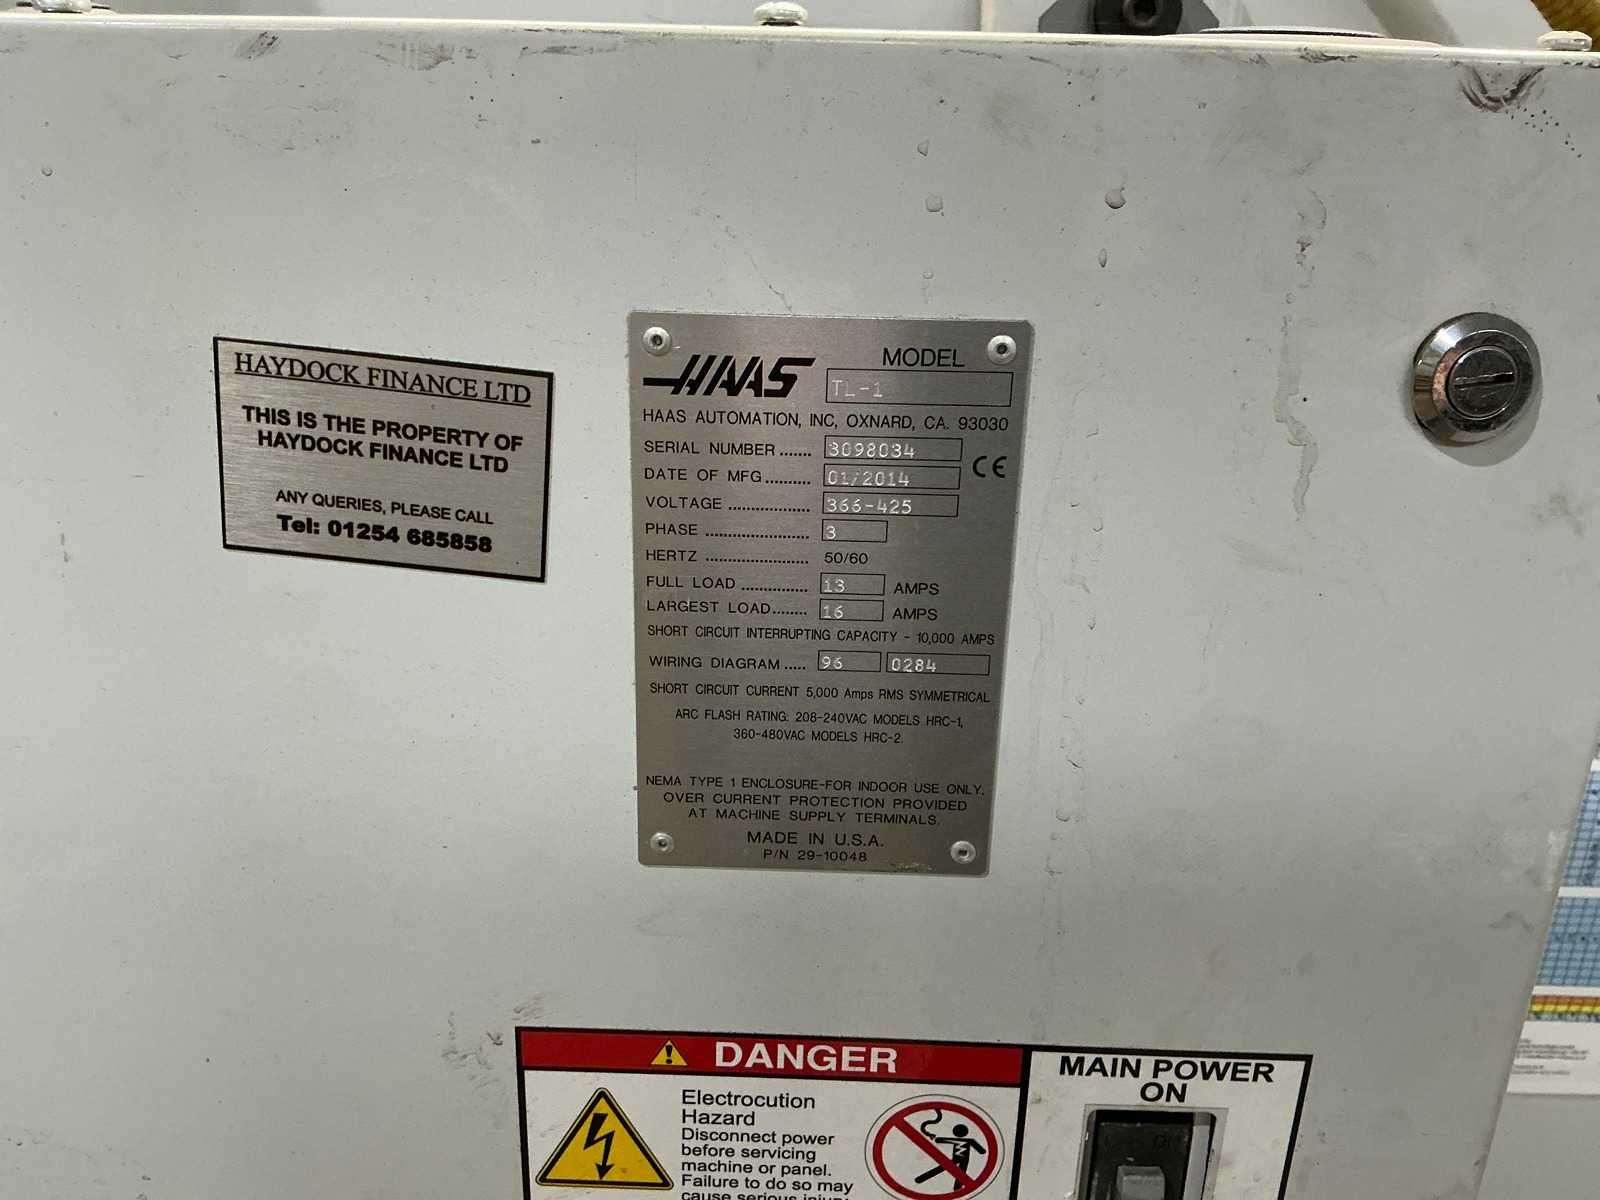 HAYDOCK FINANCE LTD
THIS IS THE PROPERTY OF
HAYDOCK FINANCE LTD
ANY QUERIES, PLEASE CALL
Tel: 01254 685858
HAAS
MODEL
TL-1
HAAS AUTOMATION, INC, OXNARD, CA. 93030
SERIAL NUMBER ....... 3098034
CE
DATE OF MFG.......... 01/2014
VOLTAGE .................. 366-425
PHASE ....................... 3
HERTZ ....................... 50/60
FULL LOAD ............... 13 AMPS
LARGEST LOAD........ 16 AMPS
SHORT CIRCUIT INTERRUPTING CAPACITY - 10,000 AMPS
WIRING DIAGRAM ..... 96 0284
SHORT CIRCUIT CURRENT 5,000 Amps RMS SYMMETRICAL
ARC FLASH RATING: 208-240VAC MODELS HRC-1,
360-480VAC MODELS HRC-2.
NEMA TYPE 1 ENCLOSURE-FOR INDOOR USE ONLY.
OVER CURRENT PROTECTION PROVIDED
AT MACHINE SUPPLY TERMINALS.
MADE IN U.S.A.
P/N 29-10048
DANGER
Electrocution
Hazard
Disconnect power
before servicing
machine or panel.
Failure to do so may
cause serious injury
MAIN POWER
ON